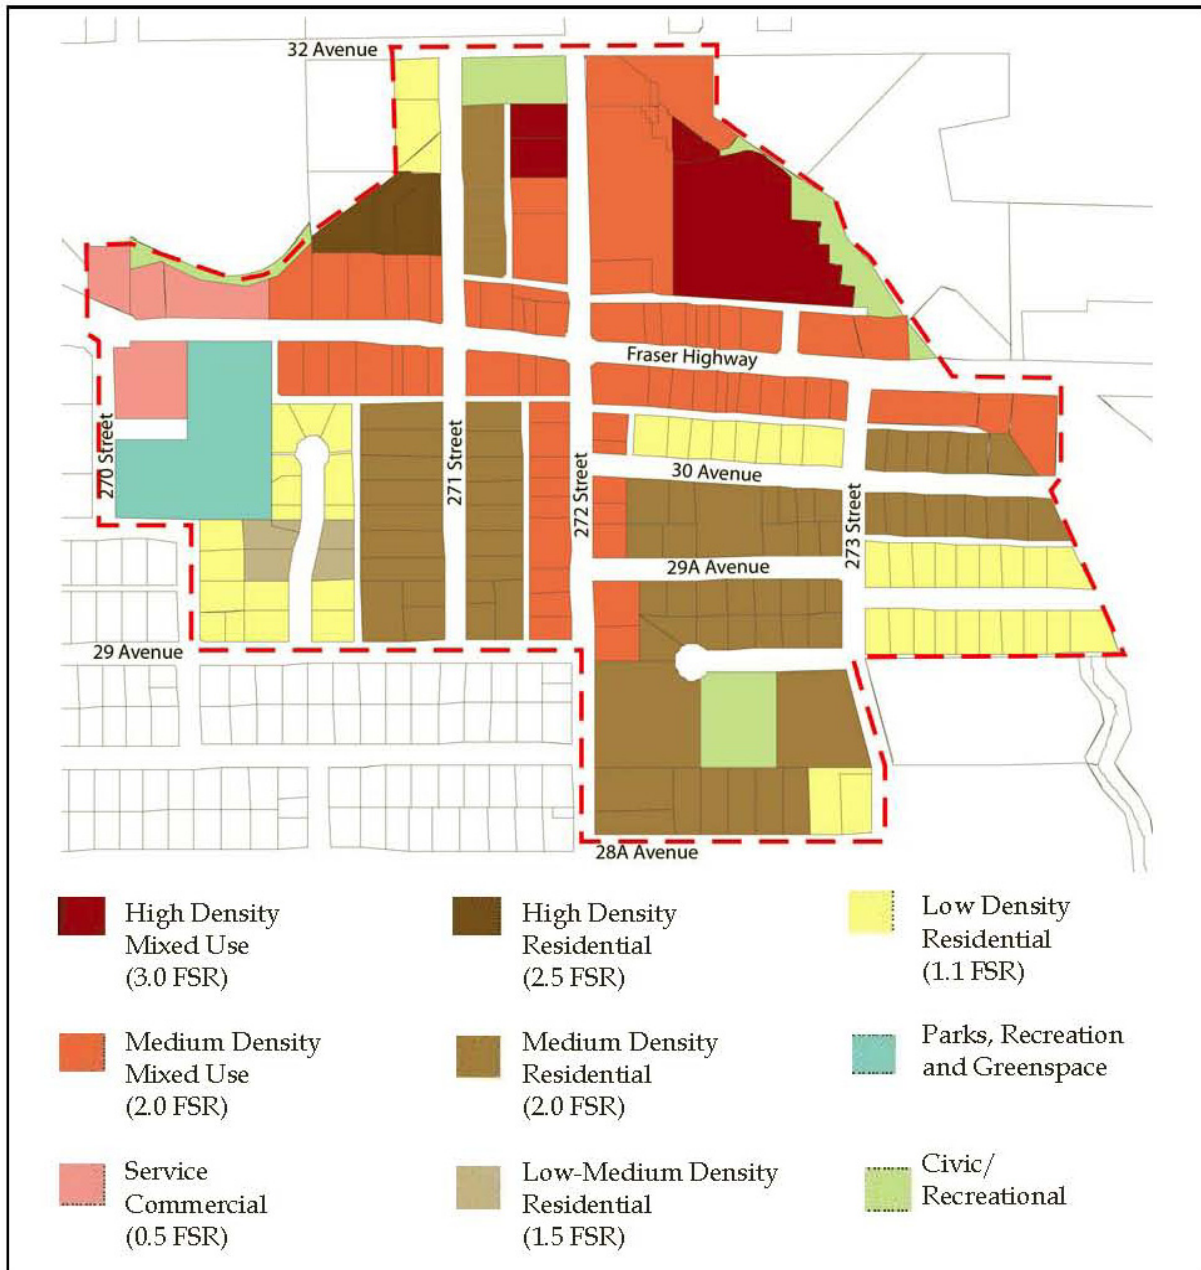 32 Avenue
Fraser Highway
270 Street
271 Street
272 Street
30 Avenue
273 Street
29A Avenue
29 Avenue
28A Avenue
High Density
Mixed Use
(3.0 FSR)
High Density
Residential
(2.5 FSR)
Low Density
Residential
(1.1 FSR)
Medium Density
Mixed Use
(2.0 FSR)
Medium Density
Residential
(2.0 FSR)
Parks, Recreation
and Greenspace
Service
Commercial
(0.5 FSR)
Low-Medium Density
Residential
(1.5 FSR)
Civic/
Recreational